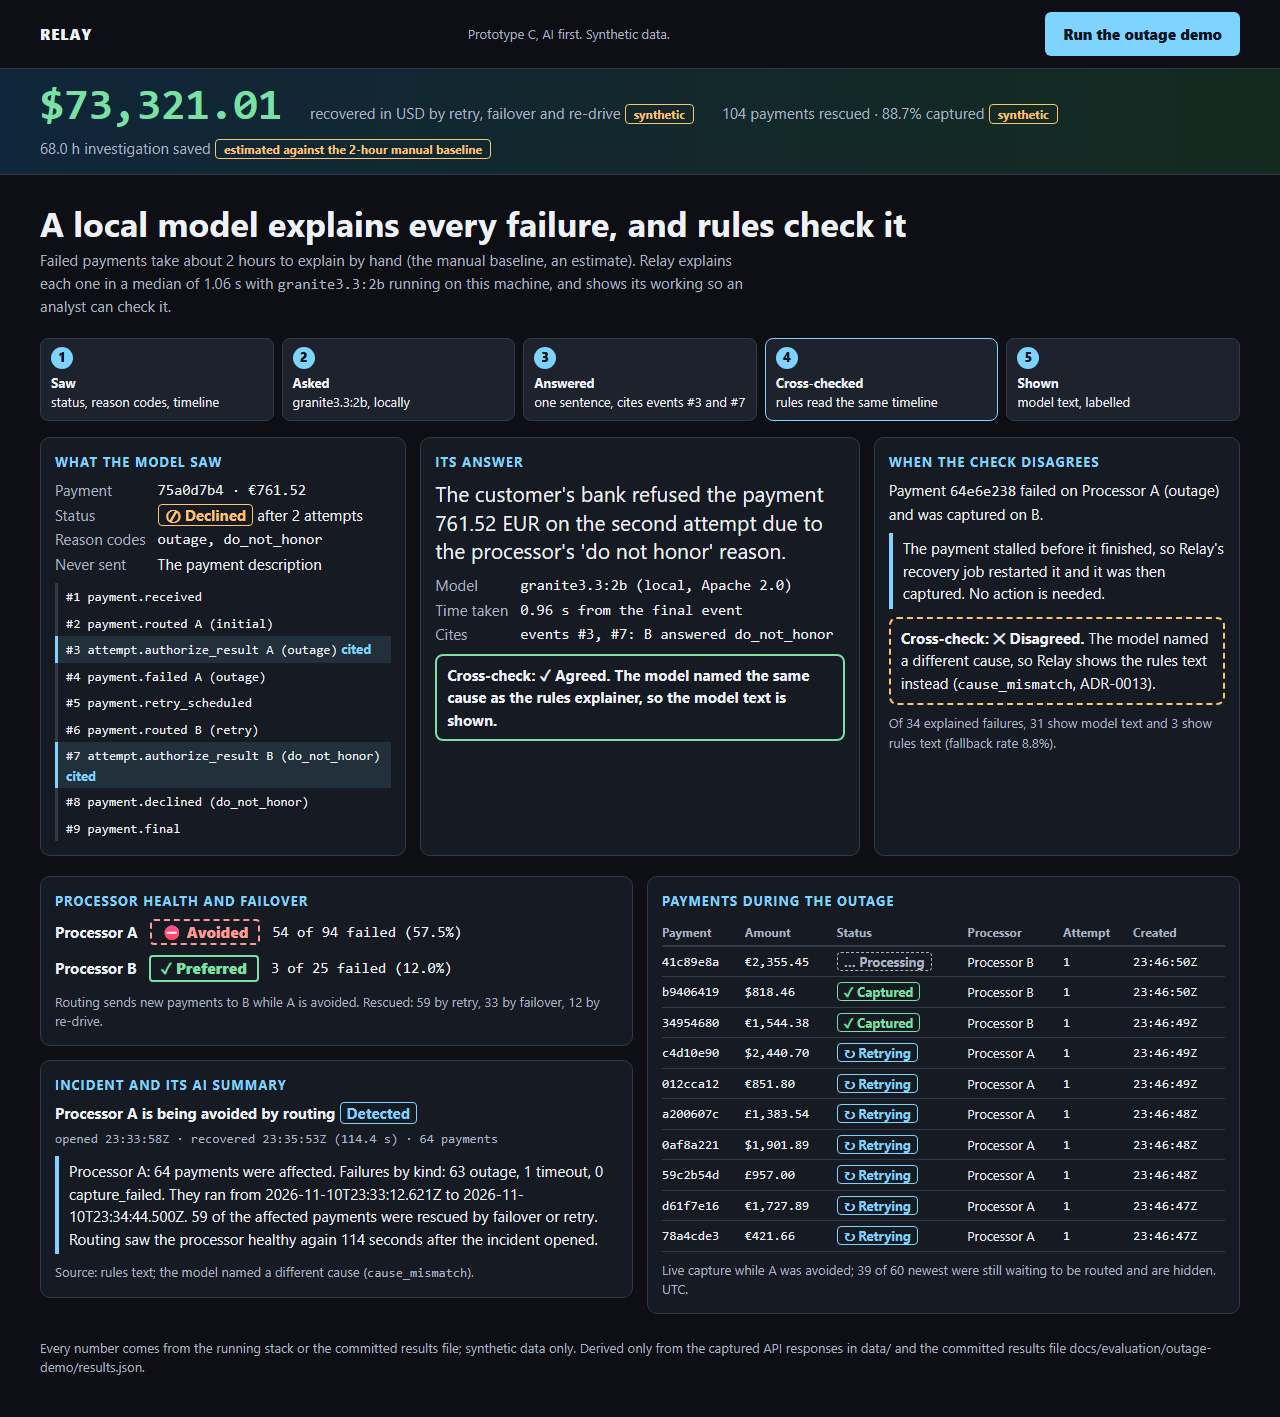 RELAY
Prototype C, AI first. Synthetic data.
Run the outage demo
$73,321.01 recovered in USD by retry, failover and re-drive synthetic 104 payments rescued · 88.7% captured synthetic
68.0 h investigation saved estimated against the 2-hour manual baseline
A local model explains every failure, and rules check it
Failed payments take about 2 hours to explain by hand (the manual baseline, an estimate). Relay explains
each one in a median of 1.06 s with granite3.3:2b running on this machine, and shows its working so an
analyst can check it.
1
Saw
status, reason codes, timeline
2
Asked
granite3.3:2b, locally
3
Answered
one sentence, cites events #3 and #7
4
Cross-checked
rules read the same timeline
5
Shown
model text, labelled
WHAT THE MODEL SAW
Payment 75a0d7b4 · €761.52
Status Declined after 2 attempts
Reason codes outage, do_not_honor
Never sent The payment description
#1 payment.received
#2 payment.routed A (initial)
#3 attempt.authorize_result A (outage) cited
#4 payment.failed A (outage)
#5 payment.retry_scheduled
#6 payment.routed B (retry)
#7 attempt.authorize_result B (do_not_honor)
cited
#8 payment.declined (do_not_honor)
#9 payment.final
ITS ANSWER
The customer's bank refused the payment
761.52 EUR on the second attempt due to
the processor's 'do not honor' reason.
Model granite3.3:2b (local, Apache 2.0)
Time taken 0.96 s from the final event
Cites events #3, #7: B answered do_not_honor
Cross-check: ✓ Agreed. The model named the same
cause as the rules explainer, so the model text is
shown.
WHEN THE CHECK DISAGREES
Payment 64e6e238 failed on Processor A (outage)
and was captured on B.
The payment stalled before it finished, so Relay's
recovery job restarted it and it was then
captured. No action is needed.
Cross-check: ✕ Disagreed. The model named
a different cause, so Relay shows the rules text
instead (cause_mismatch, ADR-0013).
Of 34 explained failures, 31 show model text and 3 show
rules text (fallback rate 8.8%).
PROCESSOR HEALTH AND FAILOVER
Processor A ⛔ Avoided 54 of 94 failed (57.5%)
Processor B ✓ Preferred 3 of 25 failed (12.0%)
Routing sends new payments to B while A is avoided. Rescued: 59 by retry, 33 by failover, 12 by
re-drive.
INCIDENT AND ITS AI SUMMARY
Processor A is being avoided by routing Detected
opened 23:33:58Z · recovered 23:35:53Z (114.4 s) · 64 payments
Processor A: 64 payments were affected. Failures by kind: 63 outage, 1 timeout, 0
capture_failed. They ran from 2026-11-10T23:33:12.621Z to 2026-11-
10T23:34:44.500Z. 59 of the affected payments were rescued by failover or retry.
Routing saw the processor healthy again 114 seconds after the incident opened.
Source: rules text; the model named a different cause (cause_mismatch).
PAYMENTS DURING THE OUTAGE
Payment Amount Status Processor Attempt Created
41c89e8a €2,355.45 … Processing Processor B 1 23:46:50Z
b9406419 $818.46 ✓ Captured Processor B 1 23:46:50Z
34954680 €1,544.38 ✓ Captured Processor B 1 23:46:49Z
c4d10e90 $2,440.70 ↻ Retrying Processor A 1 23:46:49Z
012cca12 €851.80 ↻ Retrying Processor A 1 23:46:49Z
a200607c £1,383.54 ↻ Retrying Processor A 1 23:46:48Z
0af8a221 $1,901.89 ↻ Retrying Processor A 1 23:46:48Z
59c2b54d £957.00 ↻ Retrying Processor A 1 23:46:48Z
d61f7e16 €1,727.89 ↻ Retrying Processor A 1 23:46:47Z
78a4cde3 €421.66 ↻ Retrying Processor A 1 23:46:47Z
Live capture while A was avoided; 39 of 60 newest were still waiting to be routed and are hidden.
UTC.
Every number comes from the running stack or the committed results file; synthetic data only. Derived only from the captured API responses in data/ and the committed results file docs/evaluation/outage-
demo/results.json.